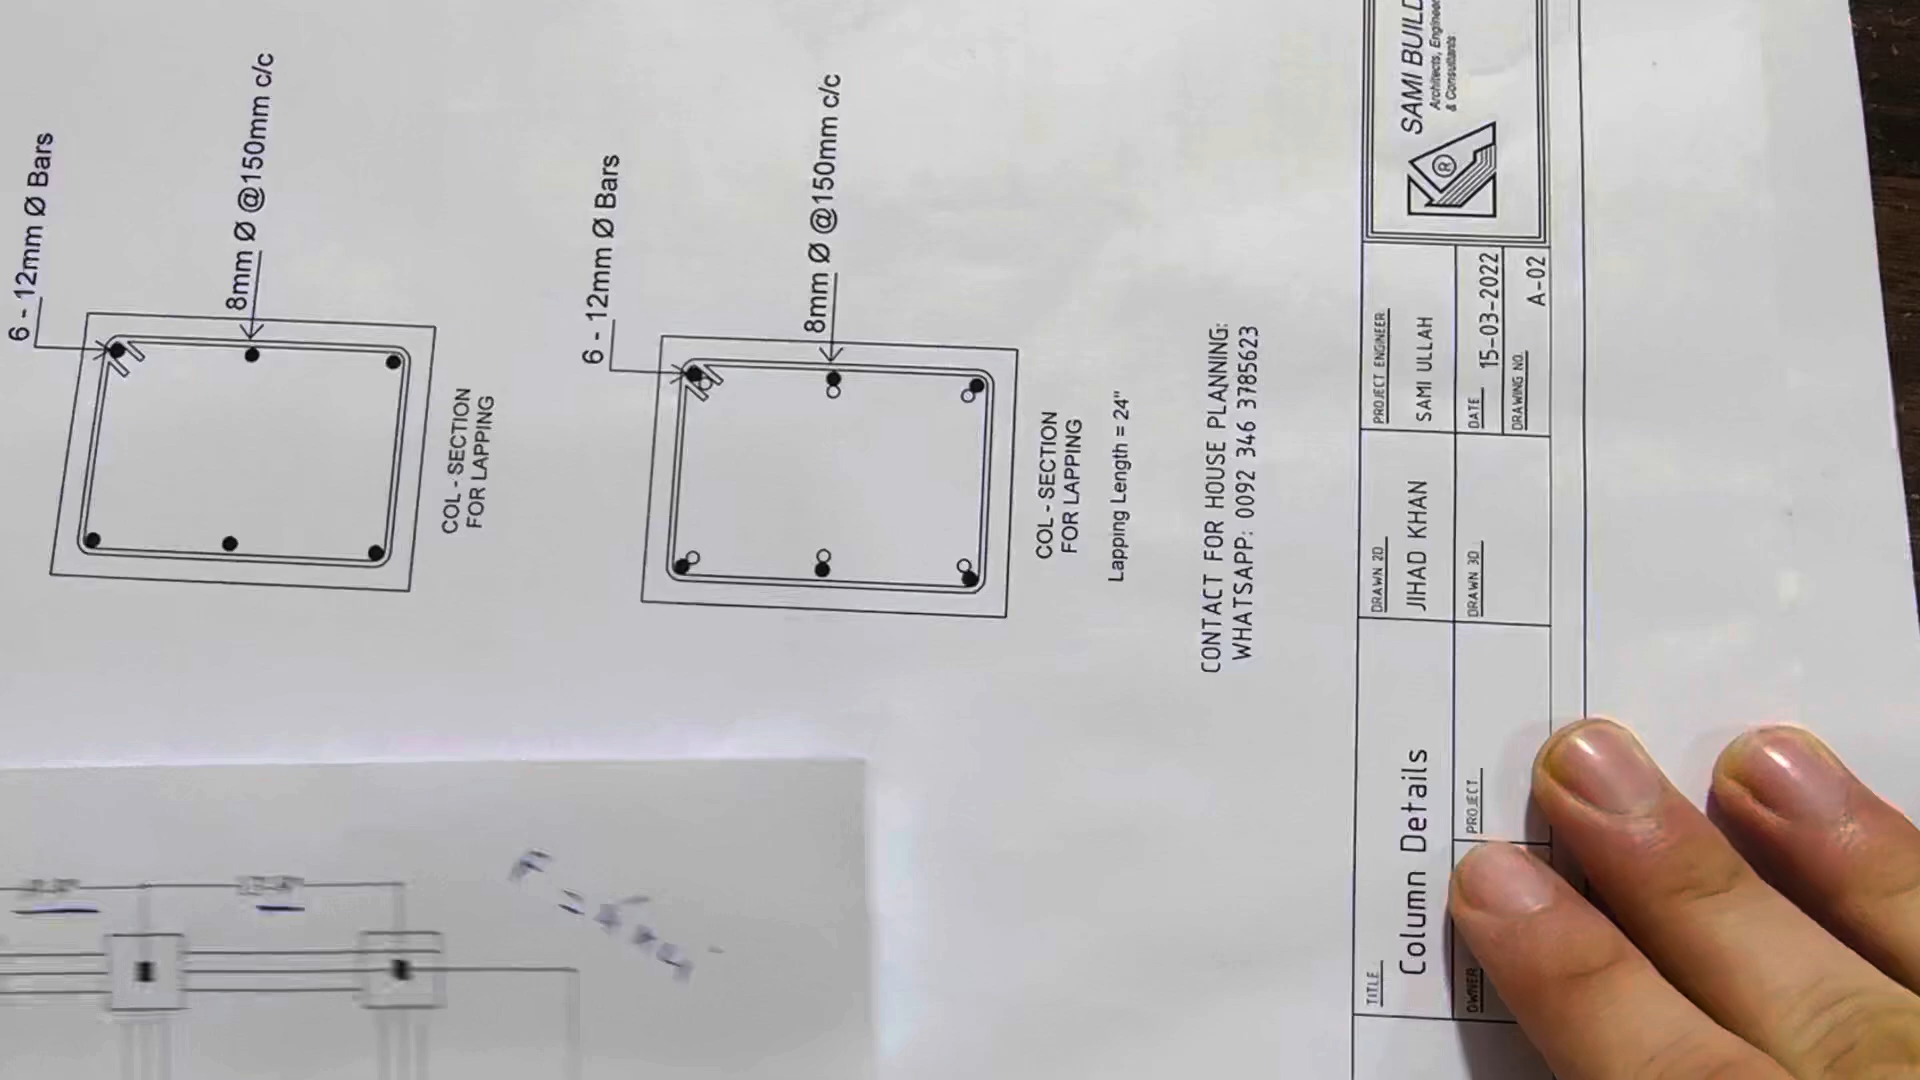 6 - 12mm Ø Bars
8mm Ø @150mm c/c
COL - SECTION
FOR LAPPING
6 - 12mm Ø Bars
8mm Ø @150mm c/c
COL - SECTION
FOR LAPPING
Lapping Length = 24"
CONTACT FOR HOUSE PLANNING:
WHATSAPP: 0092 346 3785623
TITLE
Column Details
DRAWN 2D
JIHAD KHAN
PROJECT ENGINEER:
SAMI ULLAH
OWNER
PROJECT
DRAWN 3D
DATE
15-03-2022
DRAWING NO.
A-02
®
SAMI BUILD
Architects, Engineer
& Consultants